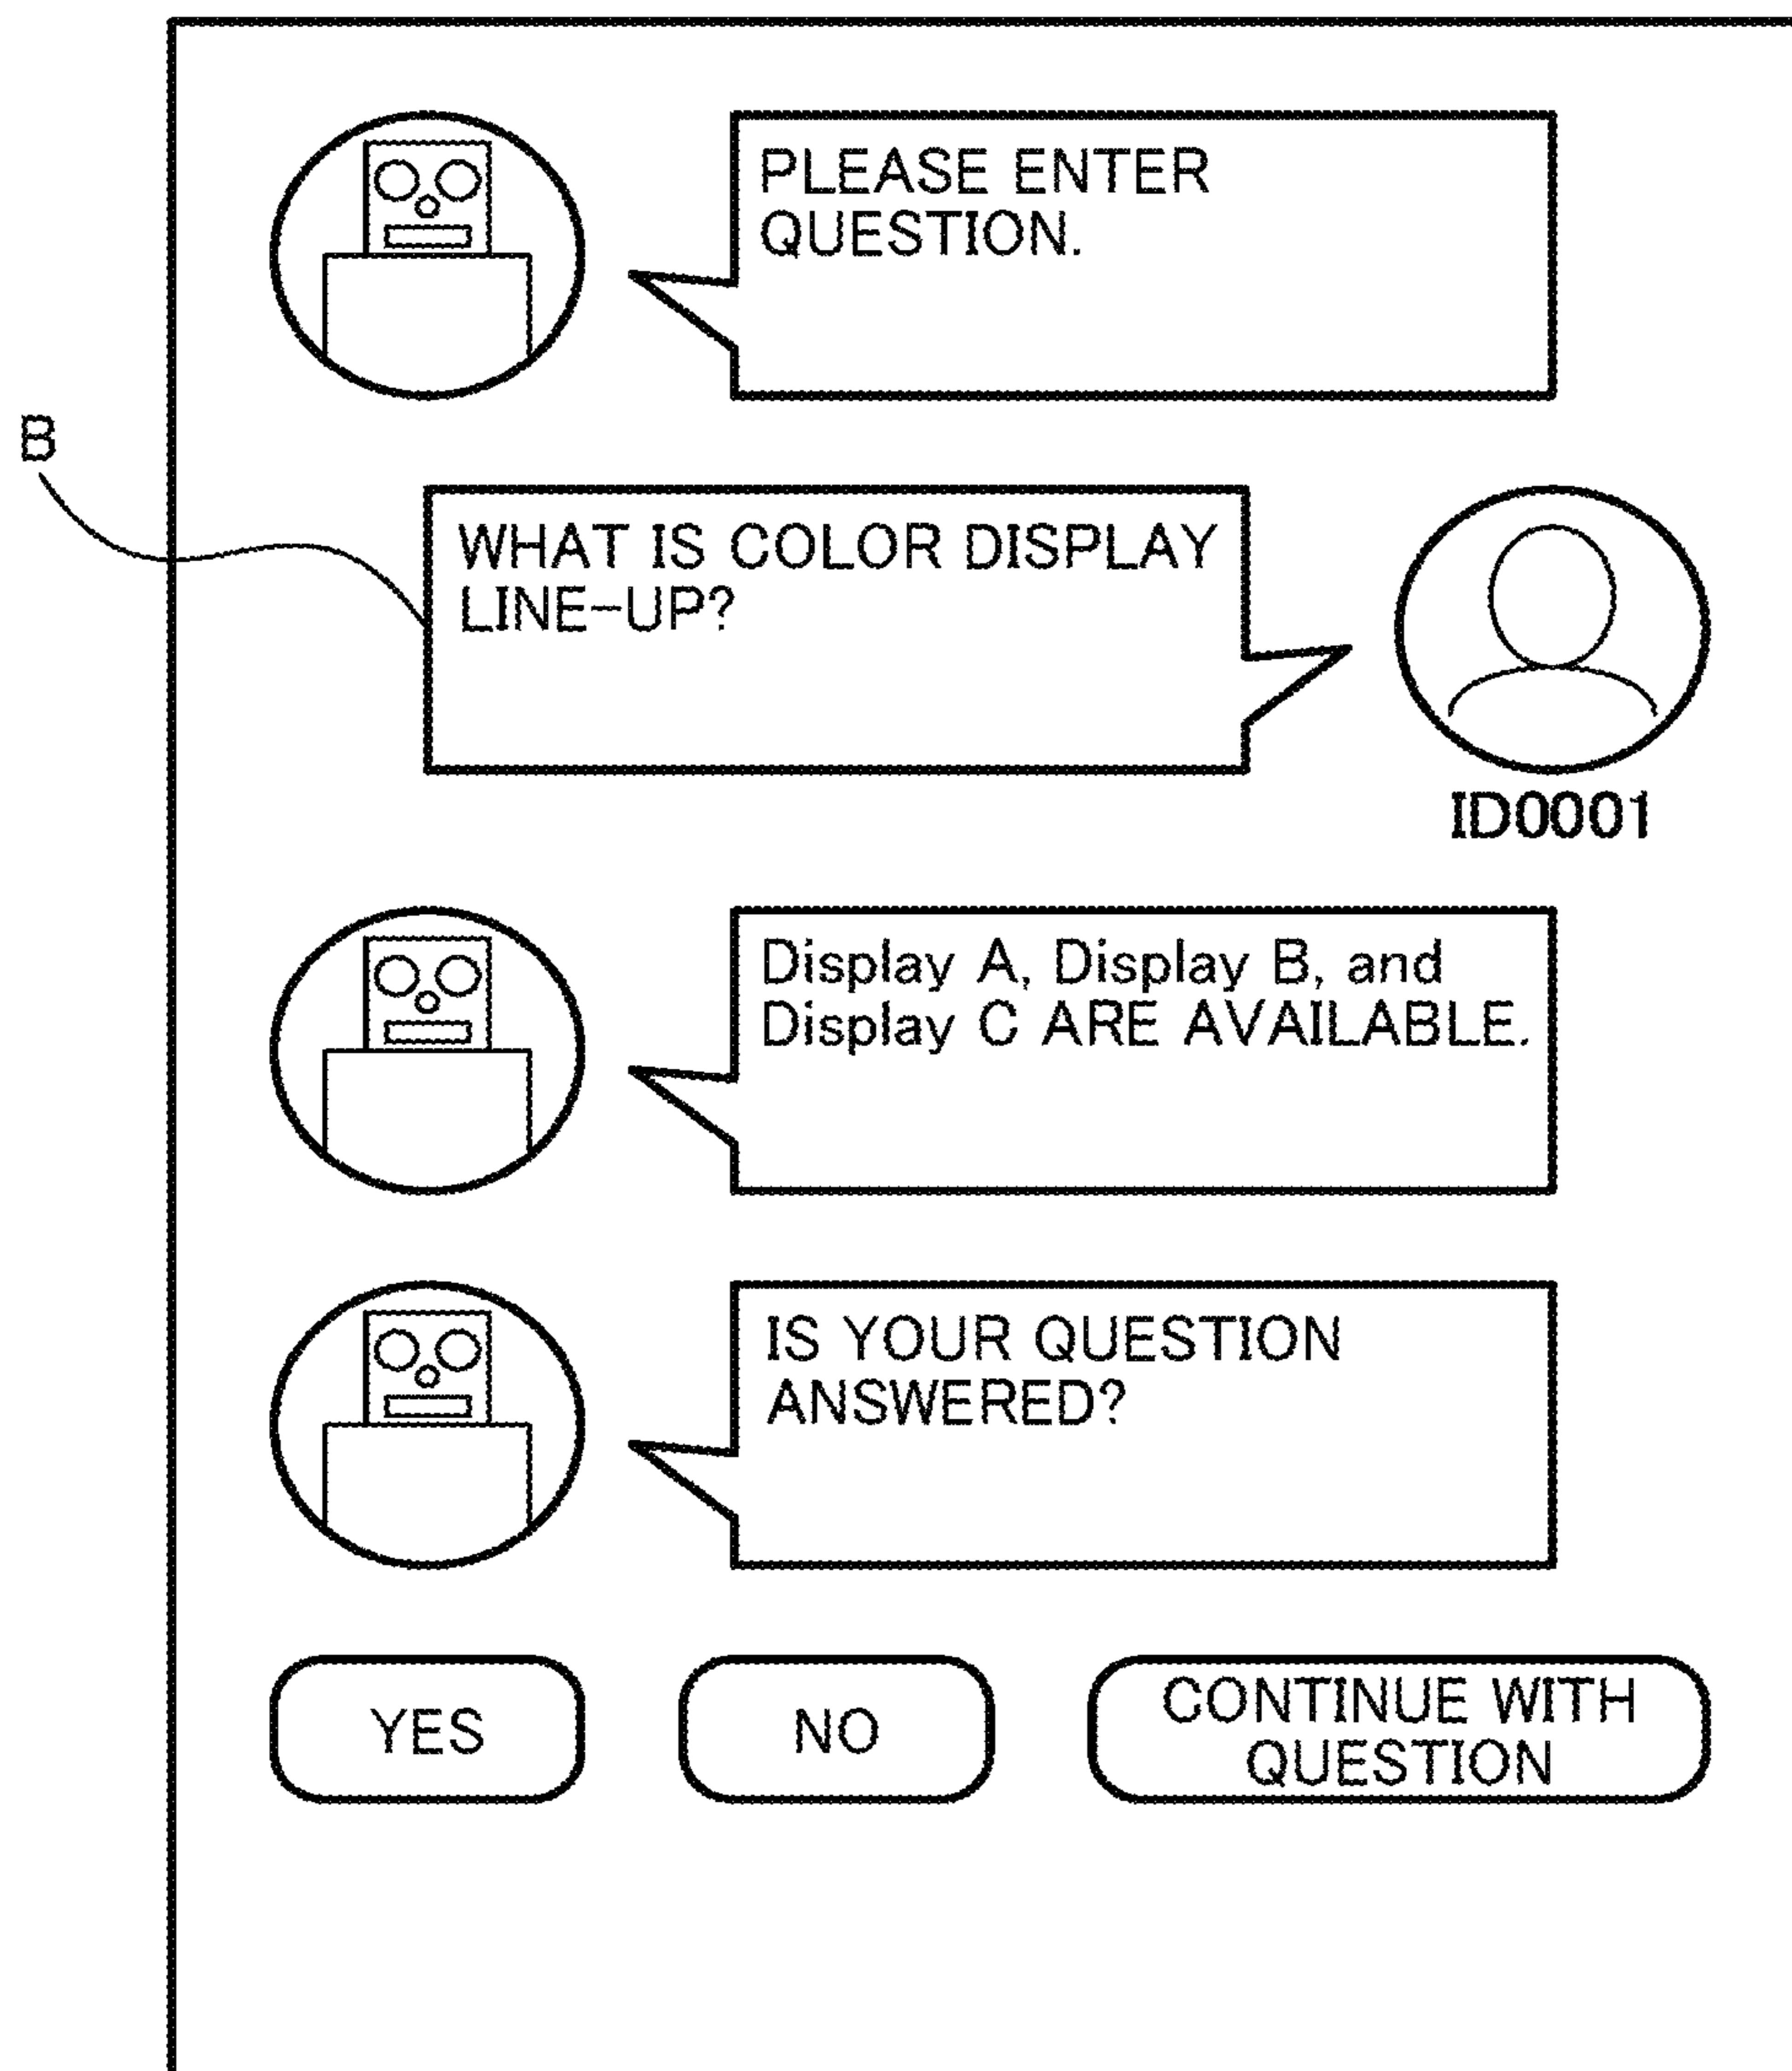 PLEASE ENTER
QUESTION.
B
WHAT IS COLOR DISPLAY
LINE-UP?
ID0001
Display A, Display B, and
Display C ARE AVAILABLE.
IS YOUR QUESTION
ANSWERED?
YES
NO
CONTINUE WITH
QUESTION